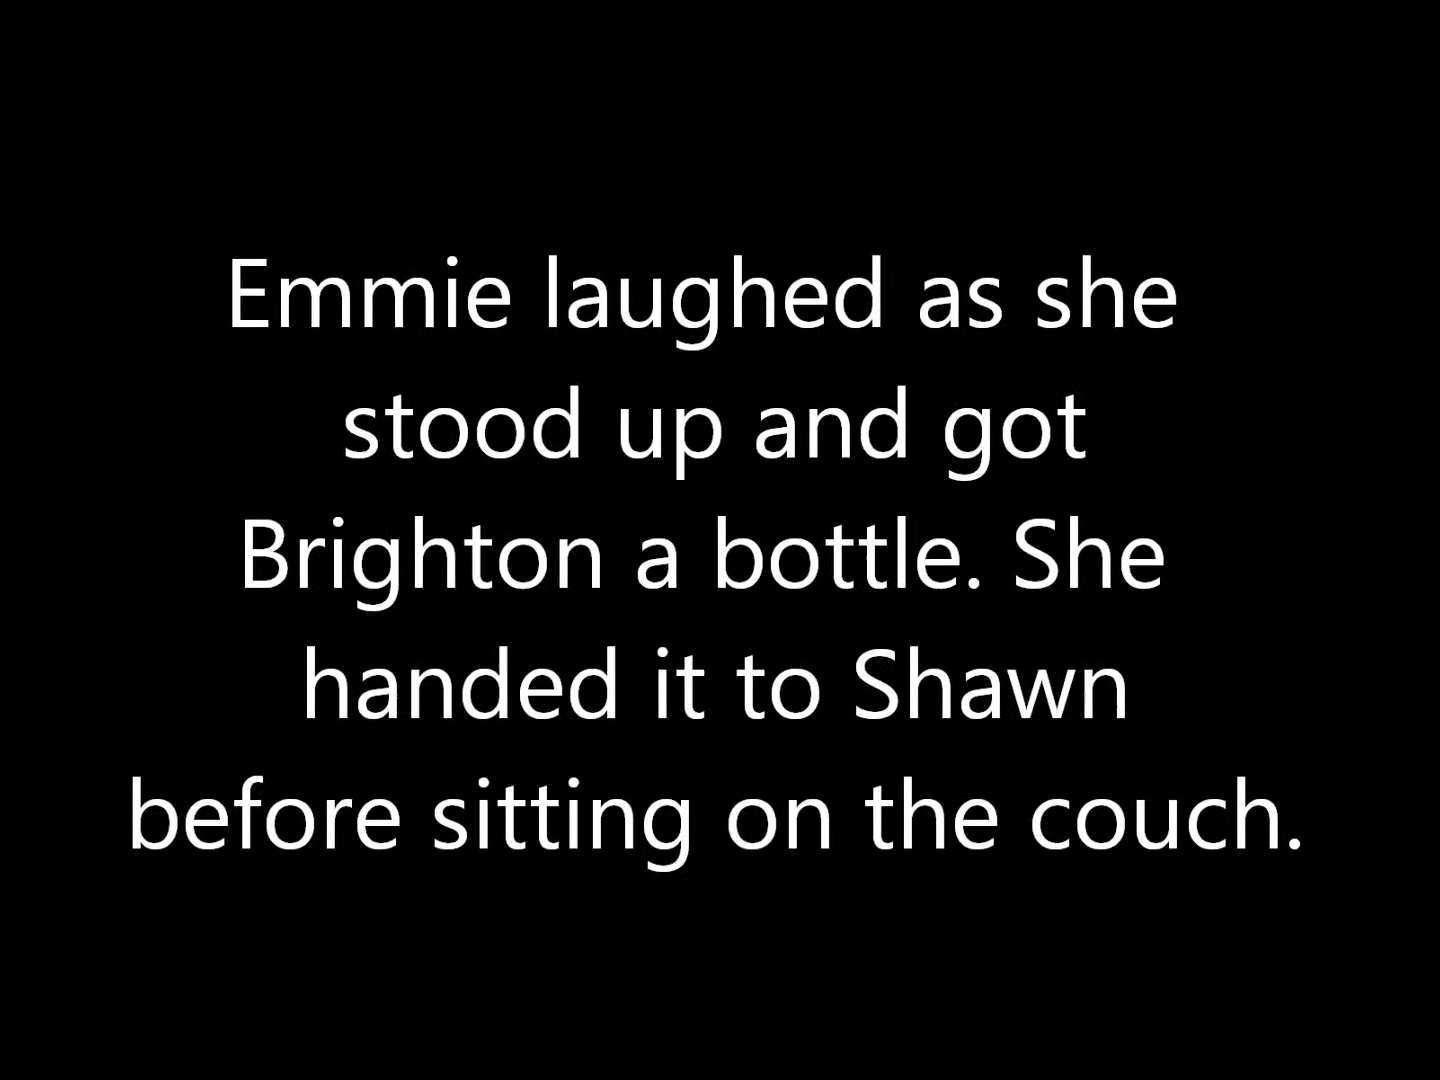 Emmie laughed as she
stood up and got
Brighton a bottle. She
handed it to Shawn
before sitting on the couch.